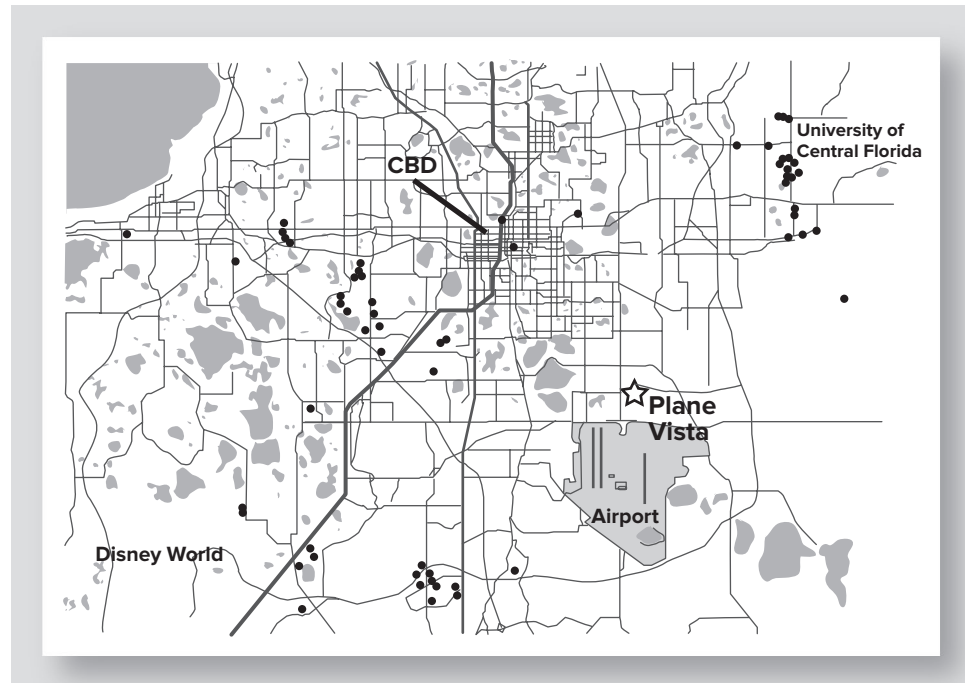 University of
Central Florida
CBD
Plane
Vista
Airport
Disney World